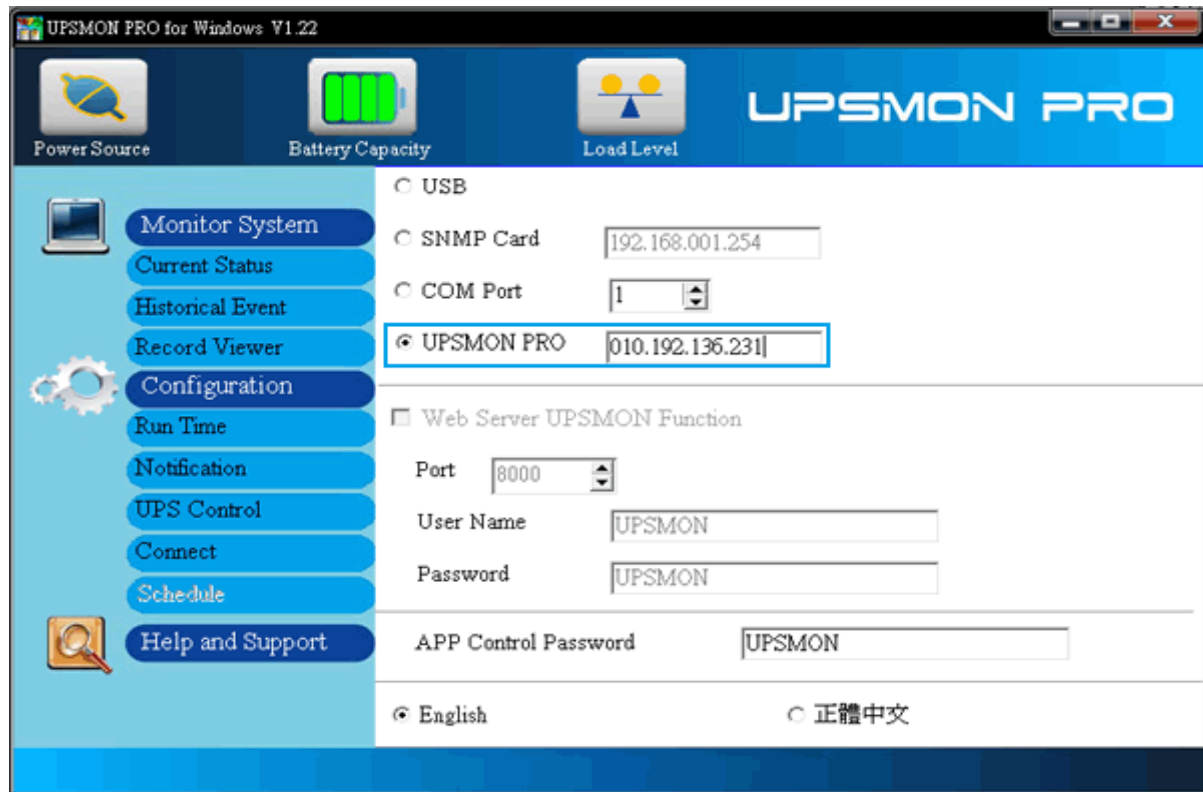 UPSMON PRO for Windows V1.22
UPSMON PRO
Power Source
Battery Capacity
Load Level
Monitor System
Current Status
Historical Event
Record Viewer
Configuration
Run Time
Notification
UPS Control
Connect
Schedule
Help and Support
USB
SNMP Card 192.168.001.254
COM Port 1
UPSMON PRO 010.192.136.231
Web Server UPSMON Function
Port 8000
User Name UPSMON
Password UPSMON
APP Control Password UPSMON
English 正體中文